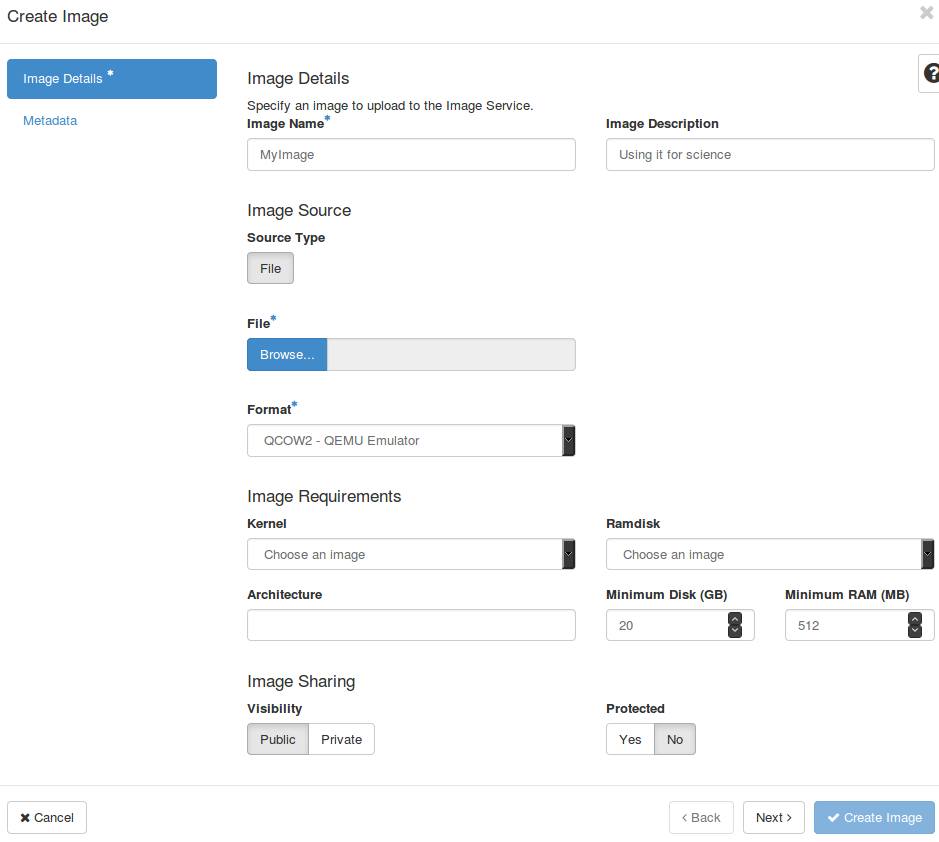 Create Image
Image Details *
Metadata
Image Details
Specify an image to upload to the Image Service.
Image Name* Image Description
MyImage Using it for science
Image Source
Source Type
File
File*
Browse...
Format*
QCOW2 - QEMU Emulator
Image Requirements
Kernel Ramdisk
Choose an image Choose an image
Architecture Minimum Disk (GB) Minimum RAM (MB)
20 512
Image Sharing
Visibility Protected
Public Private Yes No
Cancel < Back Next > Create Image